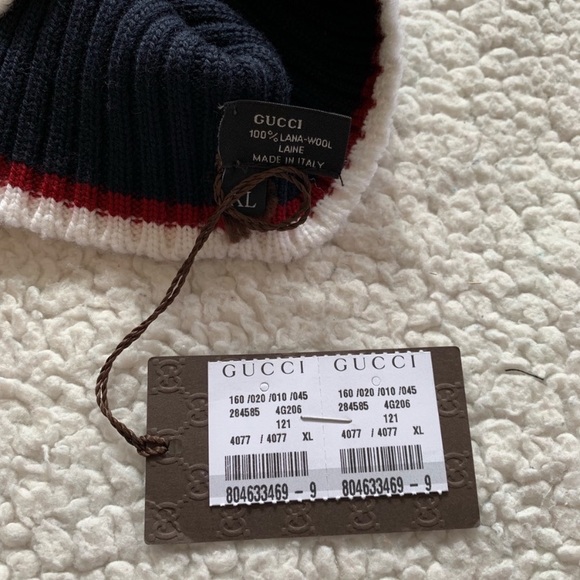 GUCCI
100% LANA-WOOL
LAINE
MADE IN ITALY
XL
GUCCI GUCCI
160 /020 /010 /045 160 /020 /010 /045
284585 4G206 284585 4G206
121 121
4077 / 4077 XL 4077 / 4077 XL
804633469 - 9 804633469 - 9